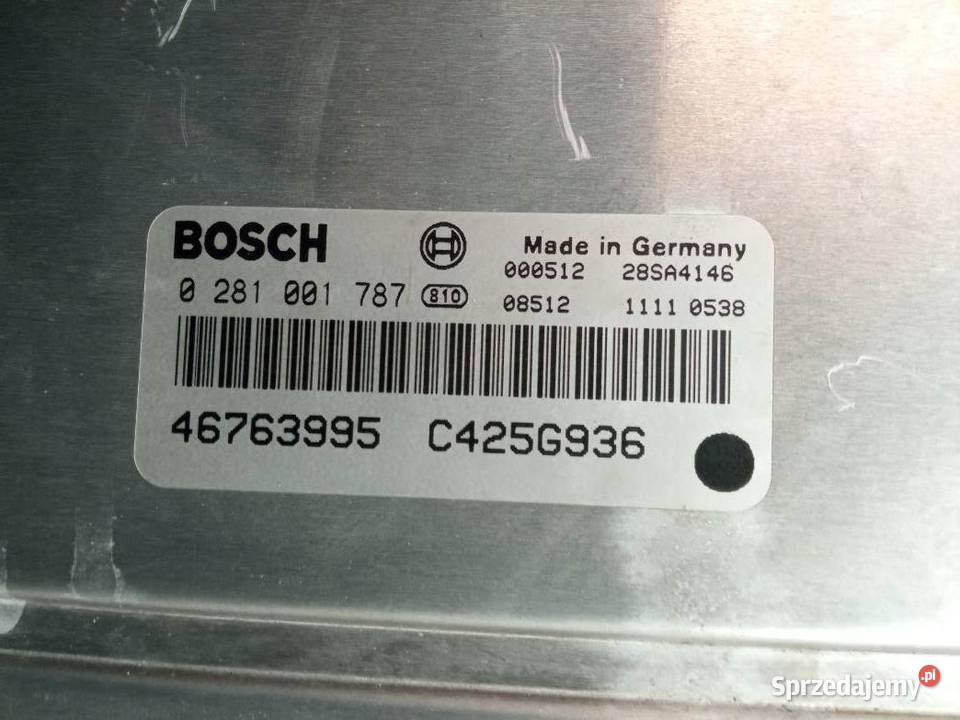 BOSCH
Made in Germany
000512 28SA4146
0 281 001 787 810
08512 1111 0538
46763995 C425G936
Sprzedajemy.pl